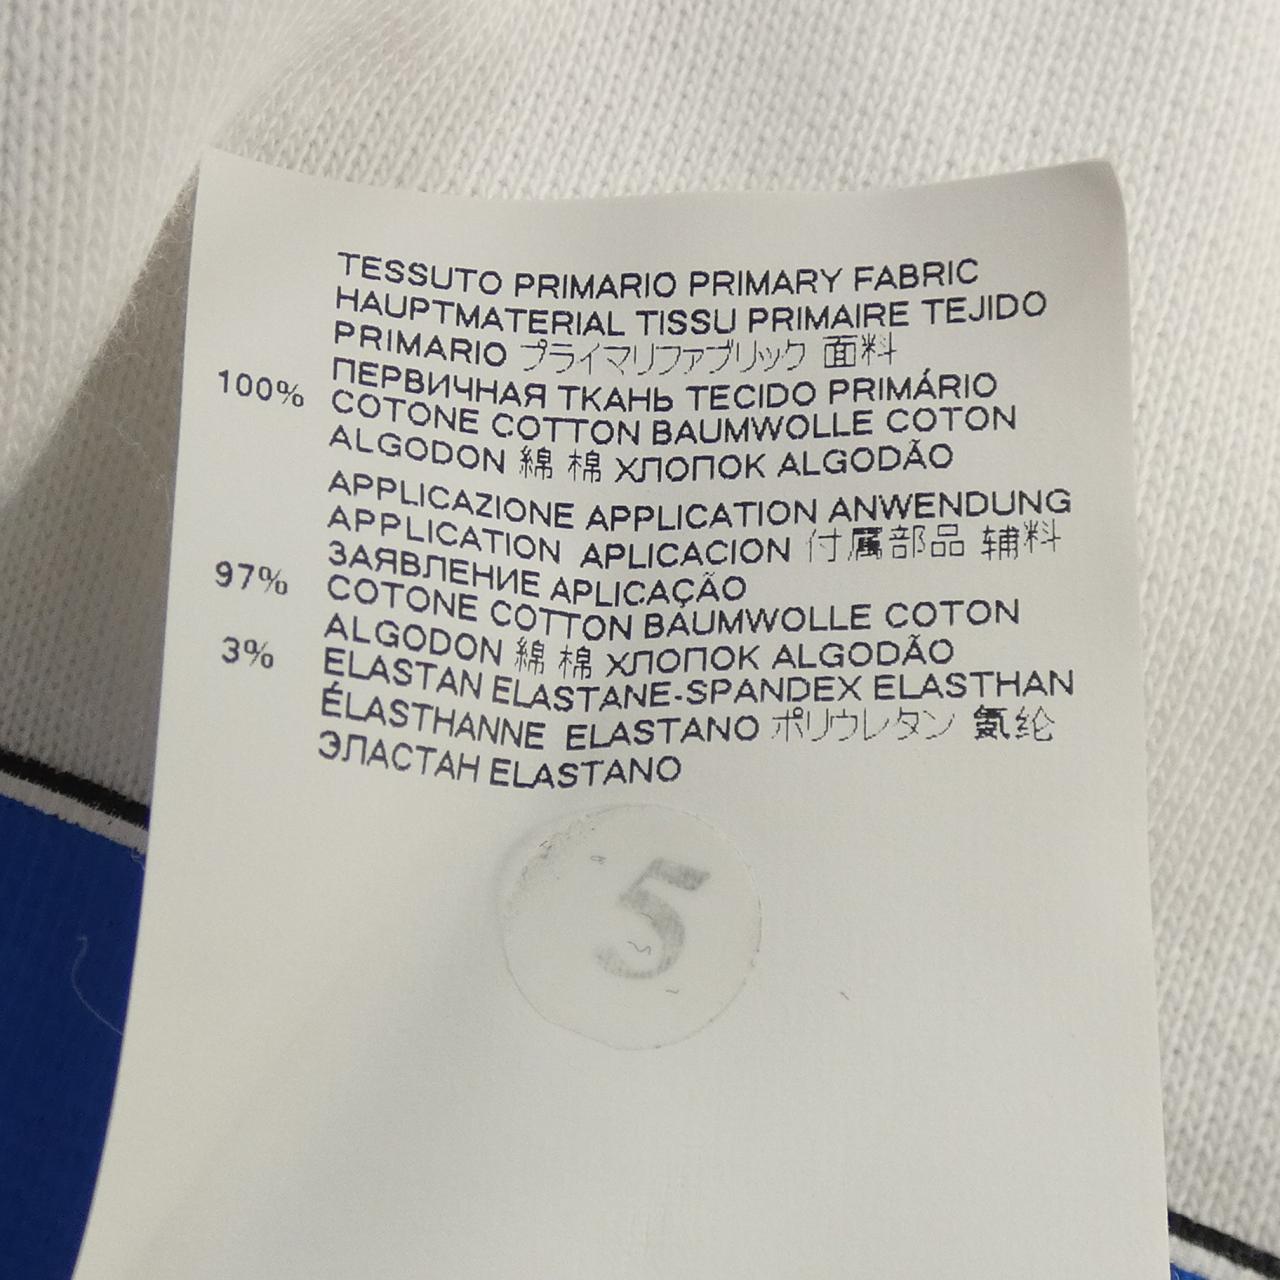 TESSUTO PRIMARIO PRIMARY FABRIC
HAUPTMATERIAL TISSU PRIMAIRE TEJIDO
PRIMARIO プライマリファブリック 面料
ПЕРВИЧНАЯ ТКАНЬ TECIDO PRIMÁRIO
100% COTONE COTTON BAUMWOLLE COTON
ALGODON 綿 棉 ХЛОПОК ALGODÃO
APPLICAZIONE APPLICATION ANWENDUNG
APPLICATION APLICACION 付属部品 辅料
ЗАЯВЛЕНИЕ APLICAÇÃO
97% COTONE COTTON BAUMWOLLE COTON
ALGODON 綿 棉 ХЛОПОК ALGODÃO
3% ELASTAN ELASTANE-SPANDEX ELASTHAN
ÉLASTHANNE ELASTANO ポリウレタン 氨纶
ЭЛАСТАН ELASTANO
5